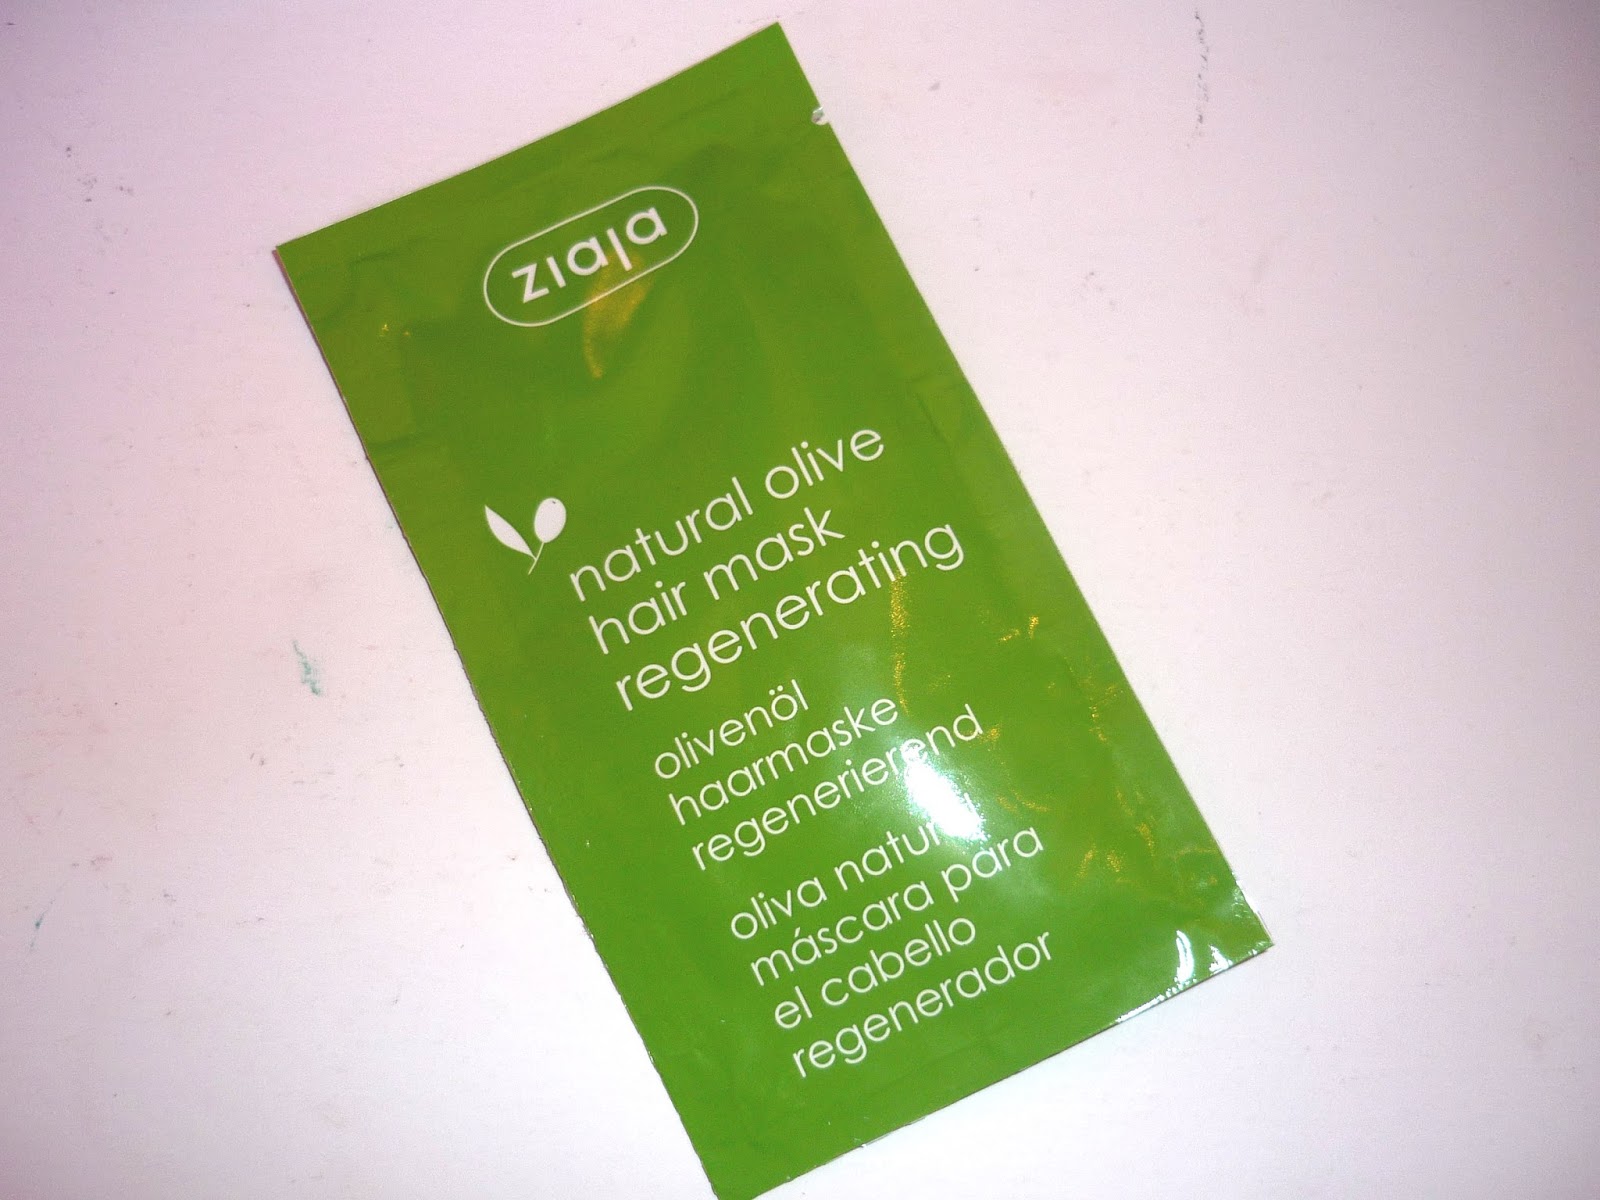 ziaja
natural olive
hair mask
regenerating
olivenöl
haarmaske
regenerierend
oliva natural
máscara para
el cabello
regenerador